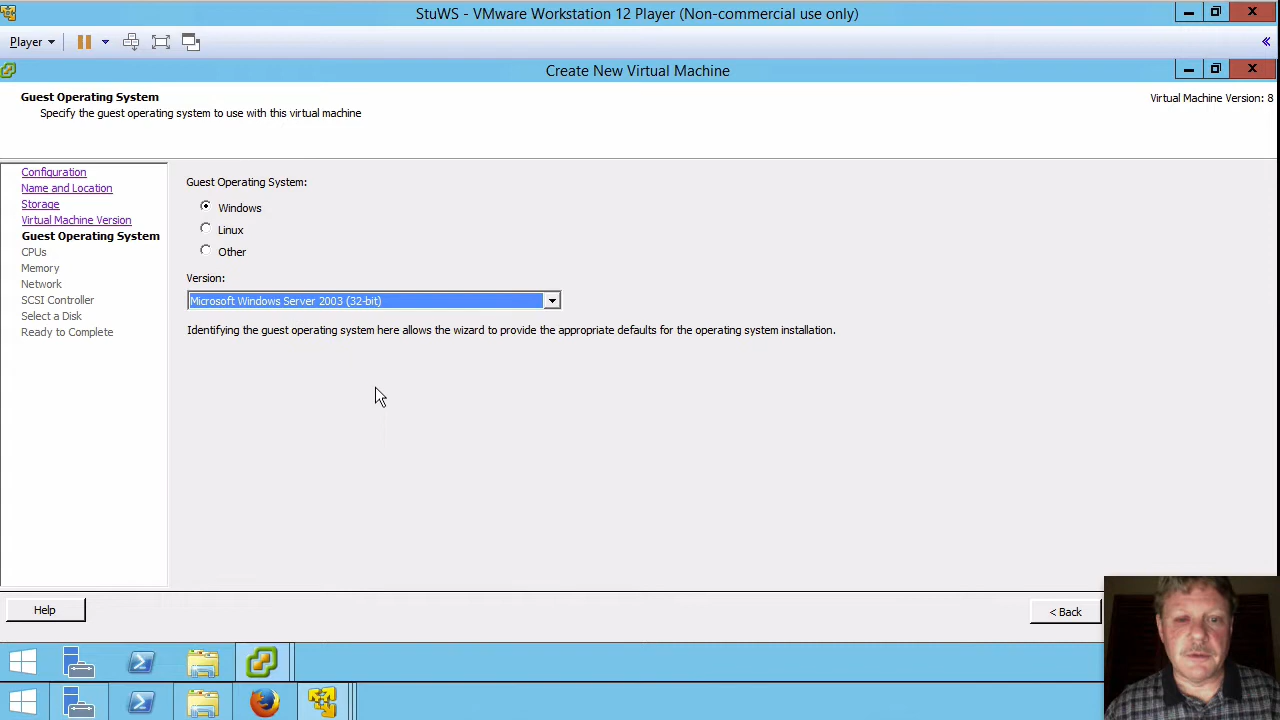 StuWS - VMware Workstation 12 Player (Non-commercial use only)
Player
Create New Virtual Machine
Guest Operating System
Virtual Machine Version: 8
Specify the guest operating system to use with this virtual machine
Configuration
Name and Location
Storage
Virtual Machine Version
Guest Operating System
CPUs
Memory
Network
SCSI Controller
Select a Disk
Ready to Complete
Guest Operating System:
Windows
Linux
Other
Version:
Microsoft Windows Server 2003 (32-bit)
Identifying the guest operating system here allows the wizard to provide the appropriate defaults for the operating system installation.
Help
< Back